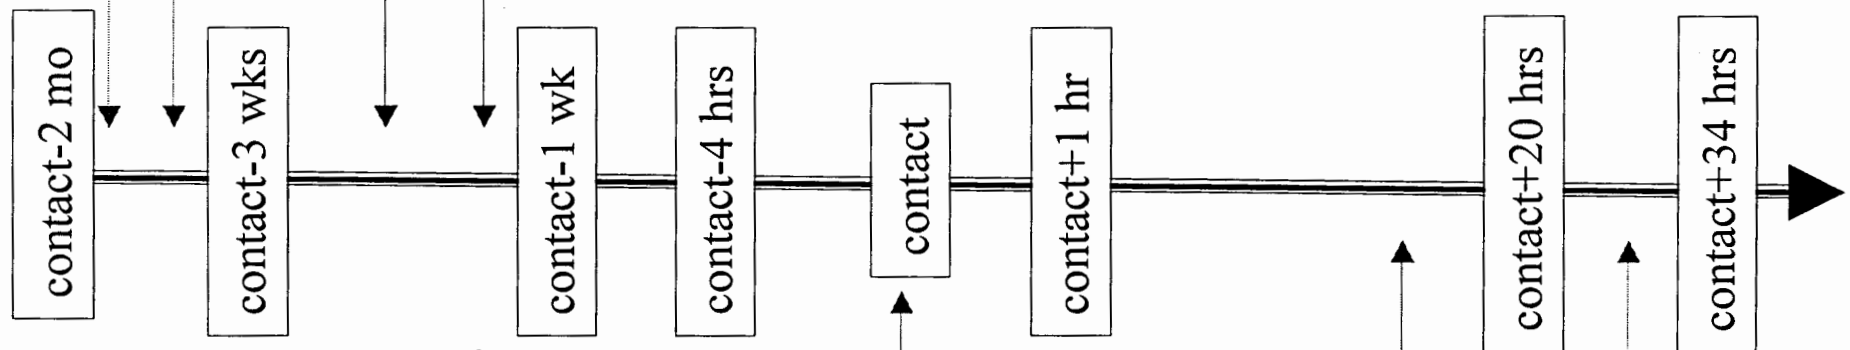 contact-2 mo
contact-3 wks
contact-1 wk
contact-4 hrs
contact
contact+1 hr
contact+20 hrs
contact+34 hrs